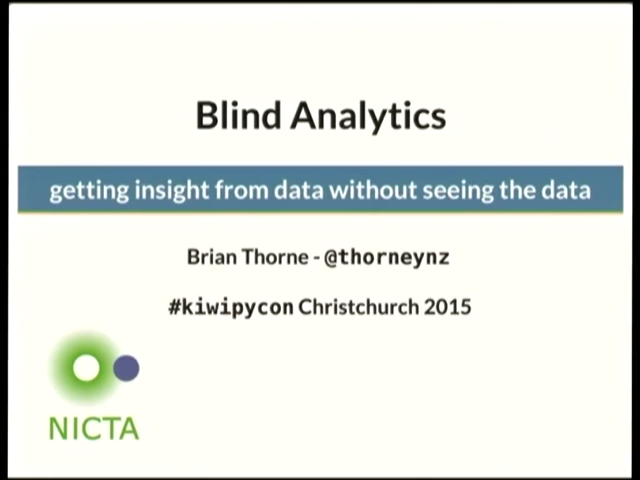 Blind Analytics
getting insight from data without seeing the data
Brian Thorne - @thorneynz
#kiwipycon Christchurch 2015
NICTA